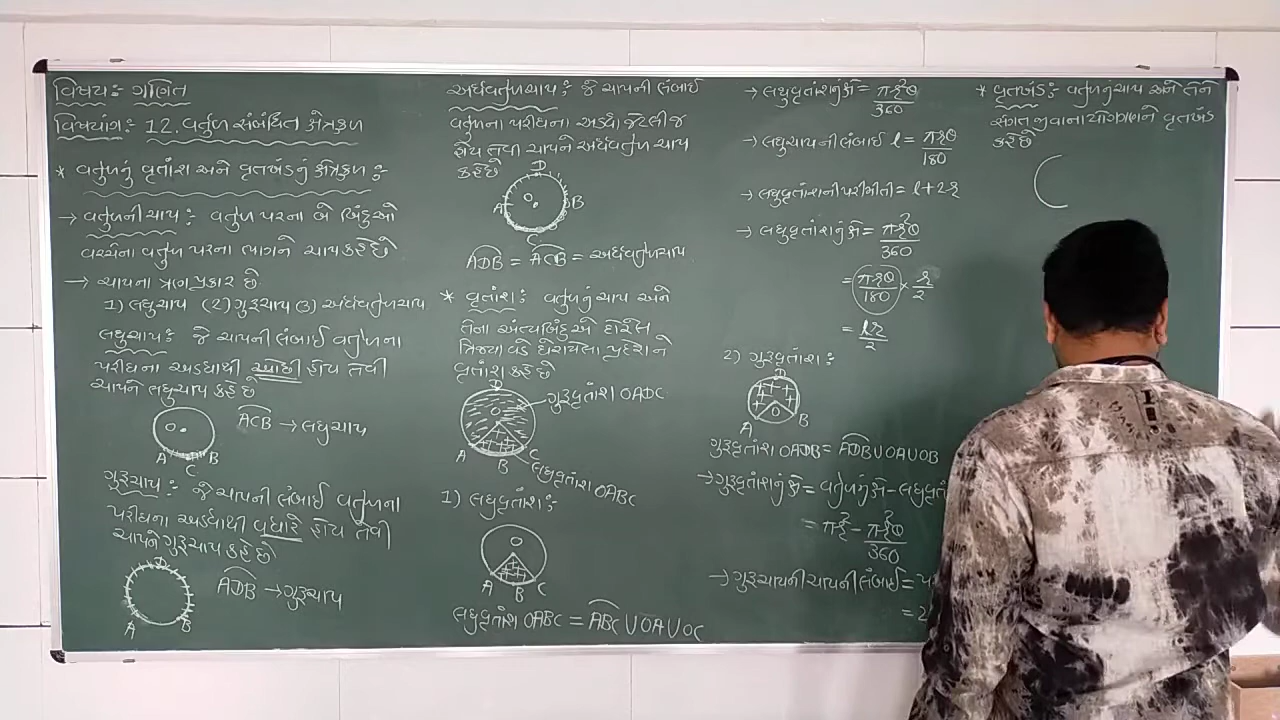 વિષય:- ગણિત
વિષયાંગ:- 12. વર્તુળ સંબંધિત ક્ષેત્રફળ
* વર્તુળનું વૃતાંશ અને વૃતખંડનું ક્ષેત્રફળ :-
→ વર્તુળની ચાપ :- વર્તુળ પરના બે બિંદુઓ
વચ્ચેના વર્તુળ પરના ભાગને ચાપ કહે છે
→ ચાપના ત્રણ પ્રકાર છે
1) લઘુચાપ (2) ગુરૂચાપ (3) અર્ધવર્તુળચાપ
લઘુચાપ :- જે ચાપની લંબાઈ વર્તુળના
પરીઘના અડધાથી ઓછી હોય તેવી
ચાપને લઘુચાપ કહે છે
O
A C B
ACB → લઘુચાપ
ગુરૂચાપ :- જે ચાપની લંબાઈ વર્તુળના
પરીઘના અડધાથી વધારે હોય તેવી
ચાપને ગુરૂચાપ કહે છે
D
A B
ADB → ગુરૂચાપ
અર્ધવર્તુળચાપ :- જે ચાપની લંબાઈ
વર્તુળના પરીઘના અડધા જેટલી જ
હોય તેવી ચાપને અર્ધવર્તુળ ચાપ
કહે છે
D
A O B
C
ADB = ACB = અર્ધવર્તુળચાપ
* વૃતાંશ :- વર્તુળનું ચાપ અને
તેના અંત્યબિંદુએ દોરેલ
ત્રિજ્યા વડે ઘેરાયેલા પ્રદેશને
વૃતાંશ કહે છે
D
O
A B C
ગુરૂવૃતાંશ OADC
લઘુવૃતાંશ OABC
1) લઘુવૃતાંશ :-
O
A B C
લઘુવૃતાંશ OABC = ABC ∪ OA ∪ OC
→ લઘુવૃતાંશનું ક્ષે = πr²θ/360
→ લઘુચાપની લંબાઈ l = πrθ/180
→ લઘુવૃતાંશની પરીમીતી = l + 2r
→ લઘુવૃતાંશનું ક્ષે = πr²θ/360
= πrθ/180 × r/2
= lr/2
2) ગુરૂવૃતાંશ :-
D
O
A B
ગુરૂવૃતાંશ OADB = ADB ∪ OA ∪ OB
→ ગુરૂવૃતાંશનું ક્ષે = વર્તુળનું ક્ષે - લઘુવૃતાં
= πr² - πr²θ/360
→ ગુરૂચાપની ચાપની લંબાઈ = પ
= 2
* વૃતખંડ :- વર્તુળનું ચાપ અને તેને
સંગત જીવાના યોગગણને વૃતખંડ
કહે છે